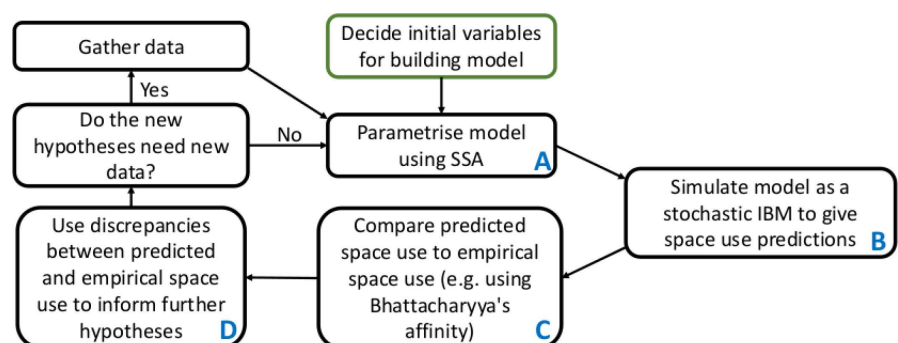 Gather data
Decide initial variables
for building model
Yes
Do the new
hypotheses need new
data?
No
Parametrise model
using SSA
A
Simulate model as a
stochastic IBM to give
space use predictions
B
Use discrepancies
between predicted
and empirical space
use to inform further
hypotheses
D
Compare predicted
space use to empirical
space use (e.g. using
Bhattacharyya's
affinity)
C